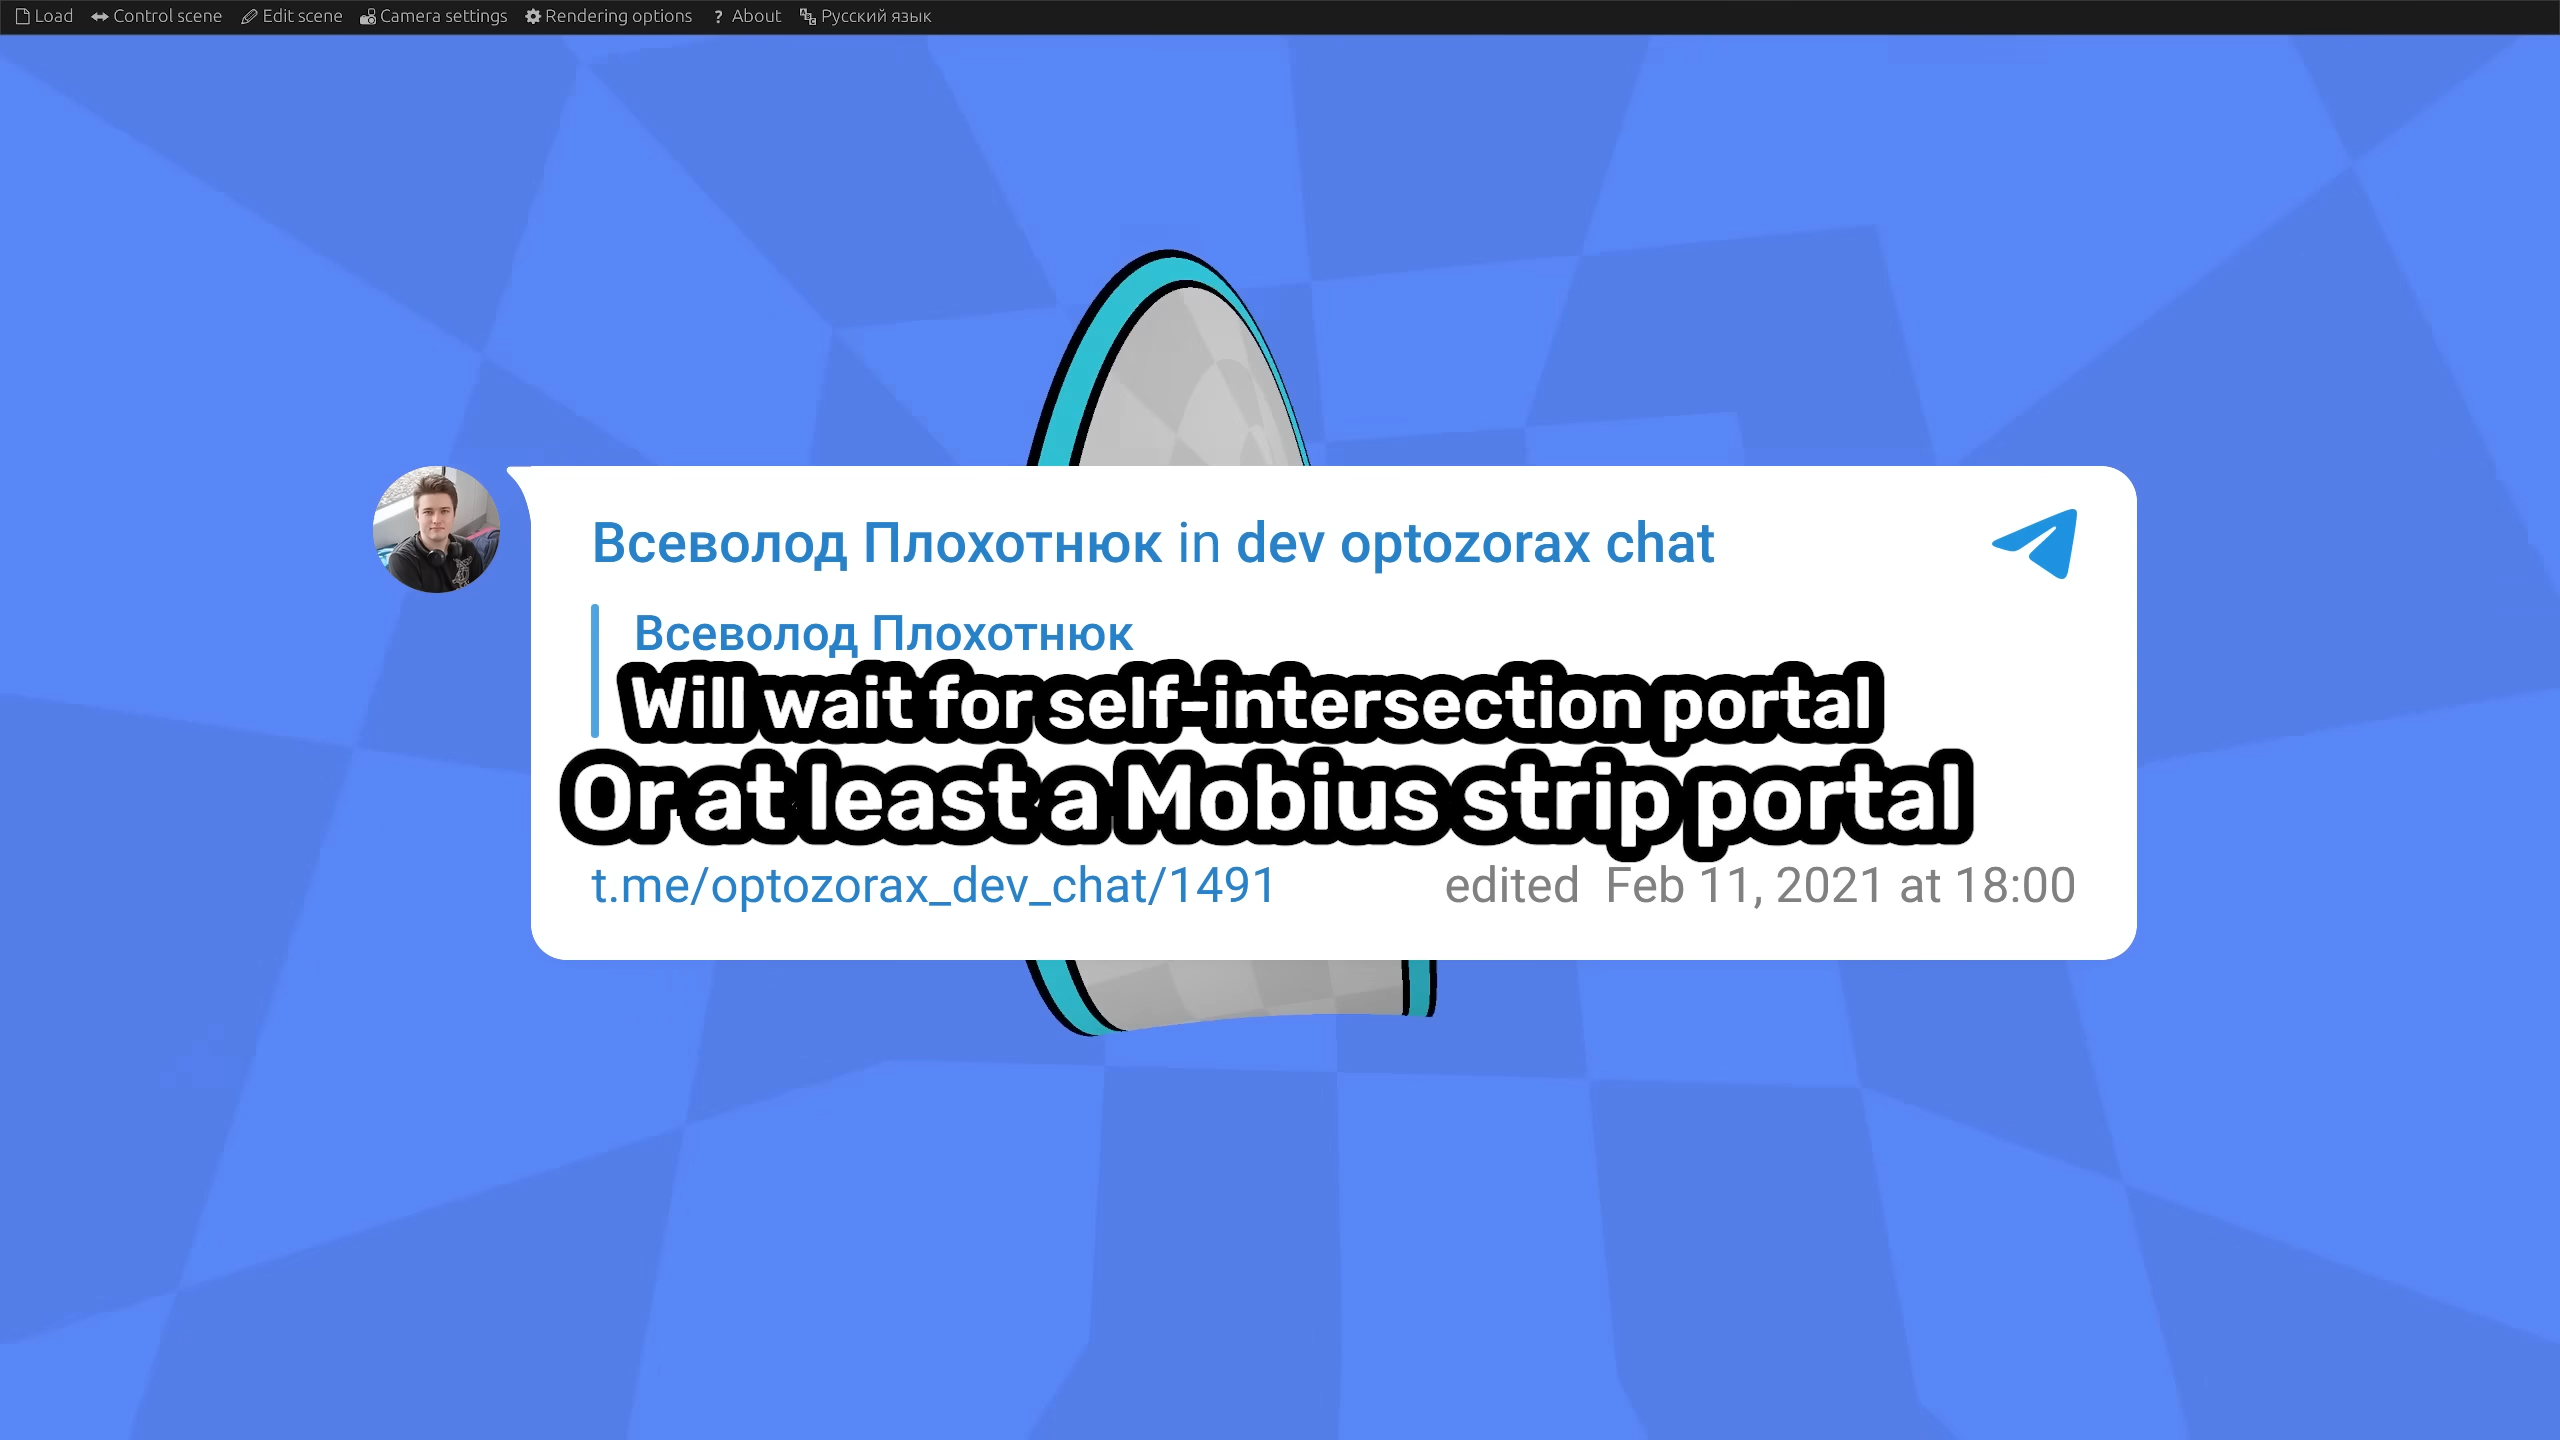 Load Control scene Edit scene Camera settings Rendering options ? About Русский язык
Всеволод Плохотнюк in dev optozorax chat
Всеволод Плохотнюк
Will wait for self-intersection portal
Or at least a Mobius strip portal
t.me/optozorax_dev_chat/1491 edited Feb 11, 2021 at 18:00